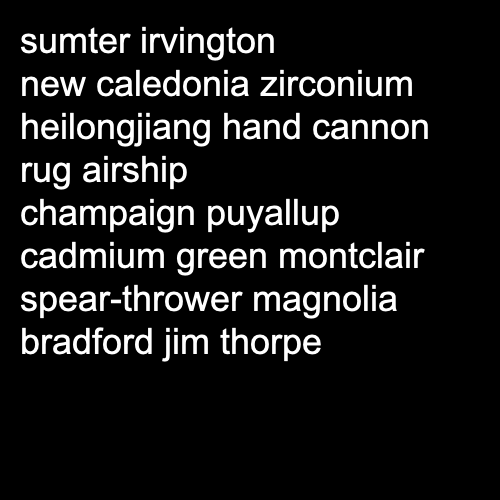 sumter irvington
new caledonia zirconium
heilongjiang hand cannon
rug airship
champaign puyallup
cadmium green montclair
spear-thrower magnolia
bradford jim thorpe